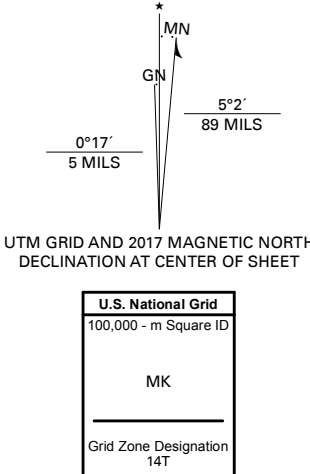 ★
MN
GN
0°17´
5 MILS
5°2´
89 MILS
UTM GRID AND 2017 MAGNETIC NORTH
DECLINATION AT CENTER OF SHEET
U.S. National Grid
100,000 - m Square ID
MK
Grid Zone Designation
14T